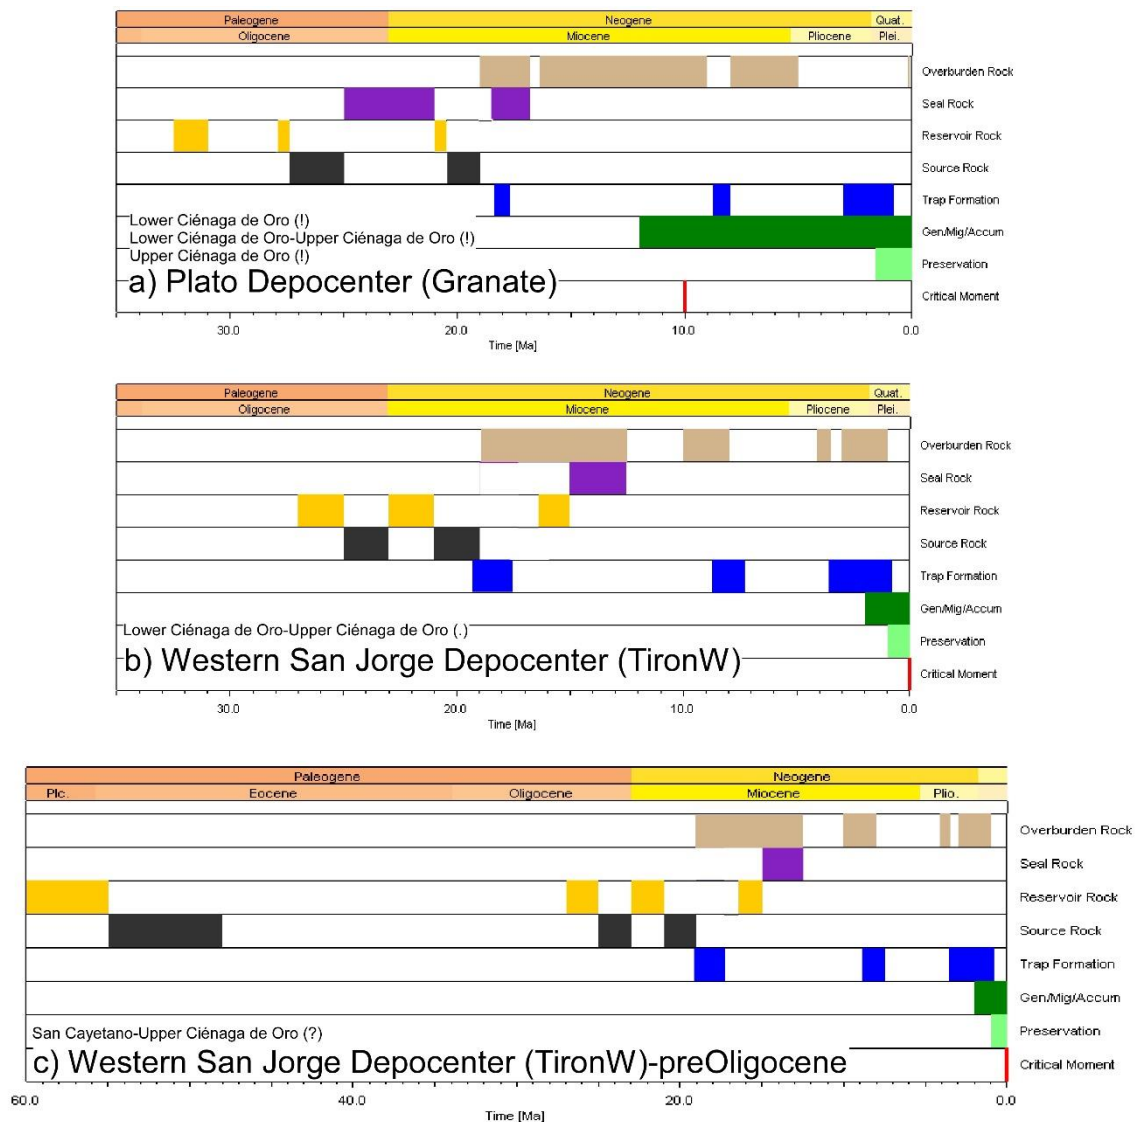 Paleogene Neogene Quat.
Oligocene Miocene Pliocene Plei.
Overburden Rock
Seal Rock
Reservoir Rock
Source Rock
Trap Formation
Lower Ciénaga de Oro (!)
Lower Ciénaga de Oro-Upper Ciénaga de Oro (!)
Gen/Mig/Accum
Upper Ciénaga de Oro (!)
Preservation
a) Plato Depocenter (Granate)
Critical Moment
30.0 20.0 10.0 0.0
Time [Ma]
Paleogene Neogene Quat.
Oligocene Miocene Pliocene Plei.
Overburden Rock
Seal Rock
Reservoir Rock
Source Rock
Trap Formation
Gen/Mig/Accum
Lower Ciénaga de Oro-Upper Ciénaga de Oro (.)
Preservation
b) Western San Jorge Depocenter (TironW)
Critical Moment
30.0 20.0 10.0 0.0
Time [Ma]
Paleogene Neogene
Plc. Eocene Oligocene Miocene Plio.
Overburden Rock
Seal Rock
Reservoir Rock
Source Rock
Trap Formation
Gen/Mig/Accum
San Cayetano-Upper Ciénaga de Oro (?)
Preservation
c) Western San Jorge Depocenter (TironW)-preOligocene
Critical Moment
60.0 40.0 20.0 0.0
Time [Ma]